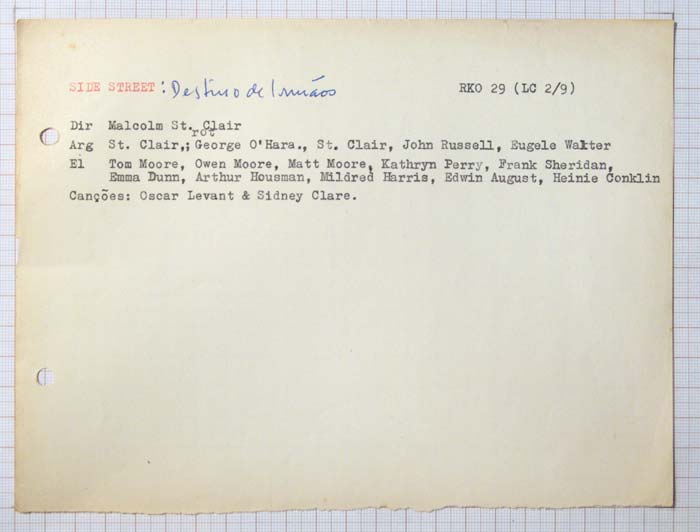 SIDE STREET: Destino de Irmãos RKO 29 (LC 2/9)
Dir Malcolm St. Clair
rot
Arg St. Clair,; George O'Hara., St. Clair, John Russell, Eugele Walter
El Tom Moore, Owen Moore, Matt Moore, Kathryn Perry, Frank Sheridan,
Emma Dunn, Arthur Housman, Mildred Harris, Edwin August, Heinie Conklin
Canções: Oscar Levant & Sidney Clare.